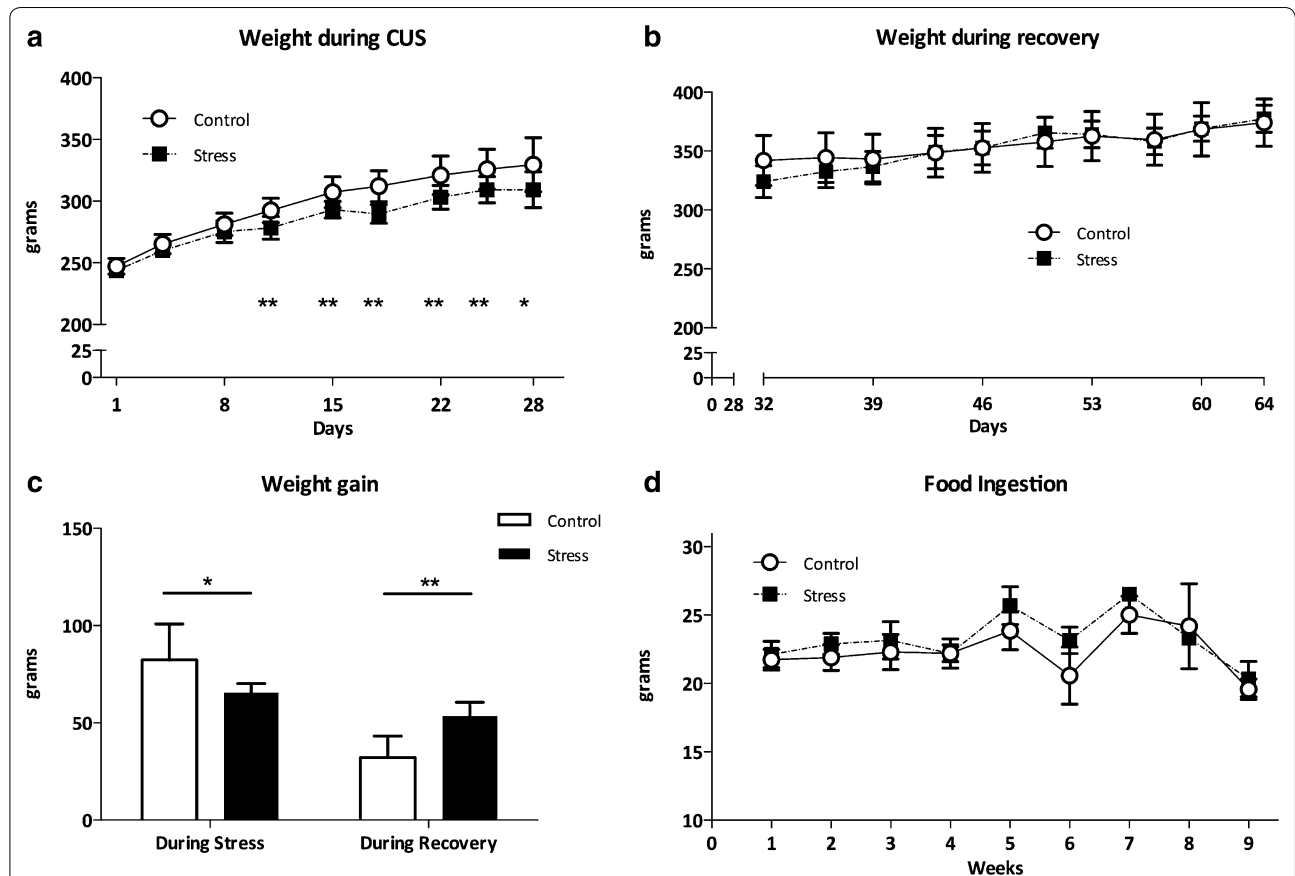 a
Weight during CUS
400
350
300
250
200
25
0
grams
Control
Stress
** ** ** ** ** *
1 8 15 22 28
Days
b
Weight during recovery
400
350
300
250
200
25
0
grams
Control
Stress
0 28 32 39 46 53 60 64
Days
c
Weight gain
150
100
50
0
grams
Control
Stress
* **
During Stress During Recovery
d
Food Ingestion
30
25
20
15
10
grams
Control
Stress
0 1 2 3 4 5 6 7 8 9
Weeks